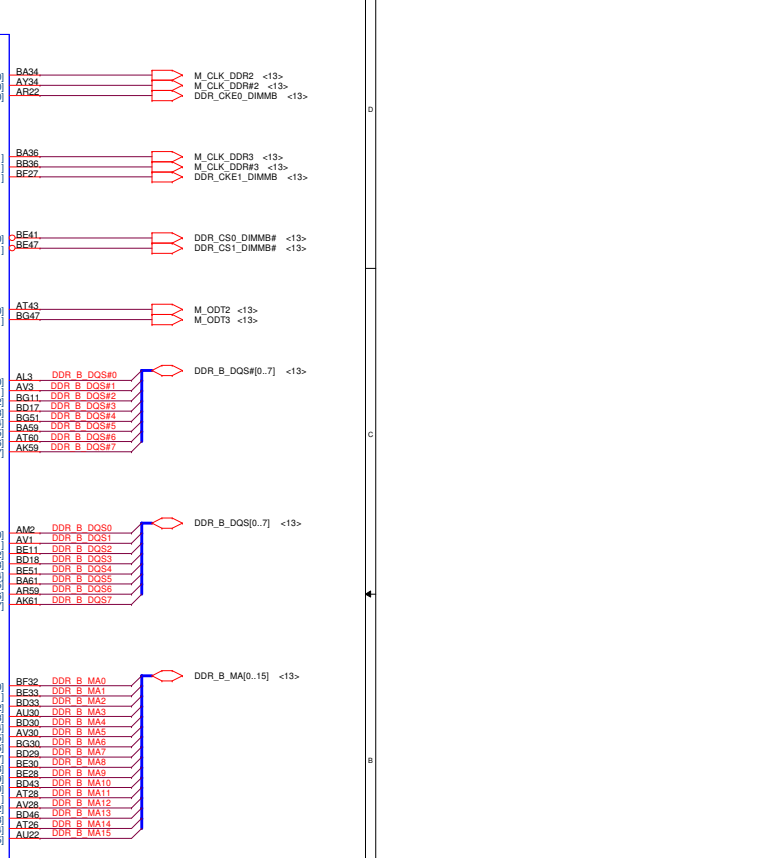 BA34 M_CLK_DDR2 <13>
AY34 M_CLK_DDR#2 <13>
AR22 DDR_CKE0_DIMMB <13>
D
BA36 M_CLK_DDR3 <13>
BB36 M_CLK_DDR#3 <13>
BF27 DDR_CKE1_DIMMB <13>
BE41 DDR_CS0_DIMMB# <13>
BE47 DDR_CS1_DIMMB# <13>
AT43 M_ODT2 <13>
BG47 M_ODT3 <13>
DDR_B_DQS#[0..7] <13>
AL3 DDR_B_DQS#0
AV3 DDR_B_DQS#1
BG11 DDR_B_DQS#2
BD17 DDR_B_DQS#3
BG51 DDR_B_DQS#4
BA59 DDR_B_DQS#5
C
AT60 DDR_B_DQS#6
AK59 DDR_B_DQS#7
DDR_B_DQS[0..7] <13>
AM2 DDR_B_DQS0
AV1 DDR_B_DQS1
BE11 DDR_B_DQS2
BD18 DDR_B_DQS3
BE51 DDR_B_DQS4
BA61 DDR_B_DQS5
AR59 DDR_B_DQS6
AK61 DDR_B_DQS7
DDR_B_MA[0..15] <13>
BF32 DDR_B_MA0
BE33 DDR_B_MA1
BD33 DDR_B_MA2
AU30 DDR_B_MA3
BD30 DDR_B_MA4
AV30 DDR_B_MA5
BG30 DDR_B_MA6
BD29 DDR_B_MA7
BE30 DDR_B_MA8
B
BE28 DDR_B_MA9
BD43 DDR_B_MA10
AT28 DDR_B_MA11
AV28 DDR_B_MA12
BD46 DDR_B_MA13
AT26 DDR_B_MA14
AU22 DDR_B_MA15